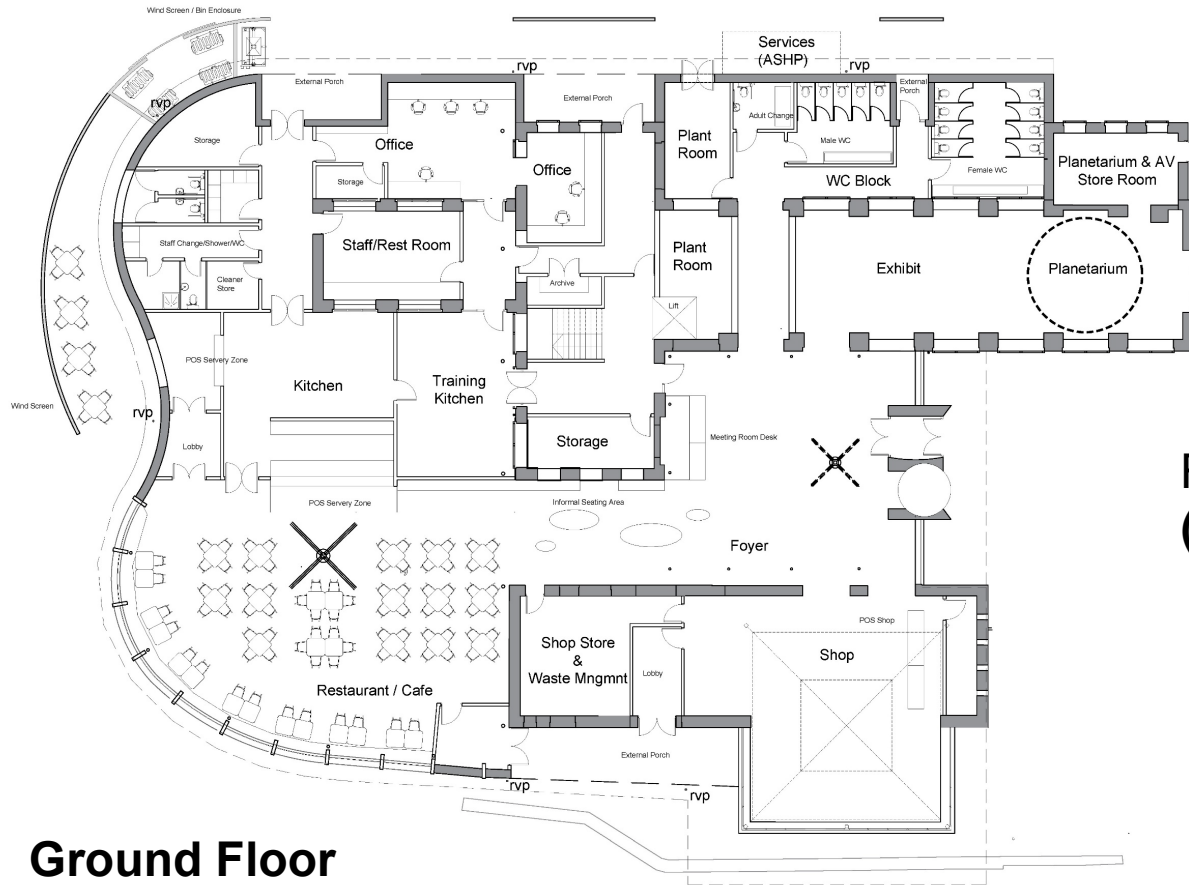 Wind Screen / Bin Enclosure
Services
(ASHP)
rvp
rvp
External Porch
External Porch
External
Porch
rvp
Storage
Office
Storage
Office
Plant
Room
Adult Change
Male WC
WC Block
Female WC
Planetarium & AV
Store Room
Staff Change/Shower/WC
Staff/Rest Room
Cleaner
Store
Archive
Plant
Room
Lift
Exhibit
Planetarium
POS Servery Zone
Kitchen
Training
Kitchen
Wind Screen
rvp
Lobby
Storage
Meeting Room Desk
POS Servery Zone
Informal Seating Area
Foyer
POS Shop
Shop Store
&
Waste Mngmnt
Lobby
Shop
Restaurant / Cafe
External Porch
rvp
rvp
Ground Floor